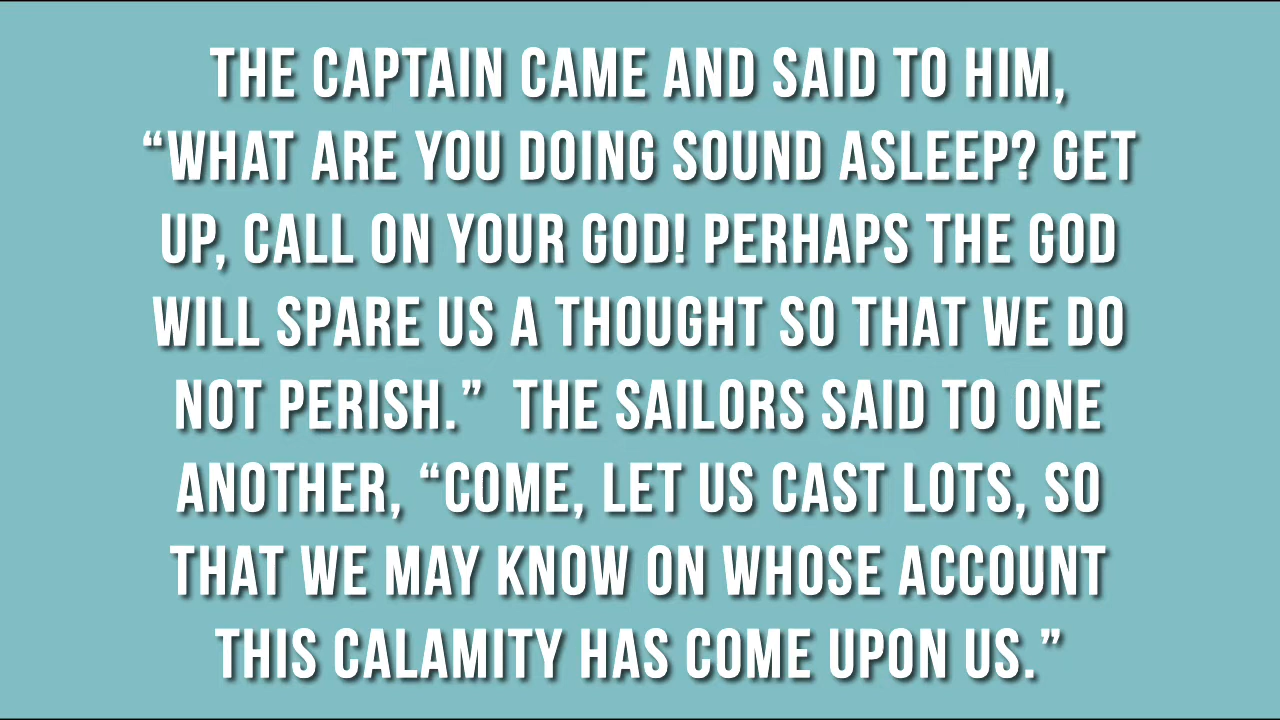 THE CAPTAIN CAME AND SAID TO HIM,
“WHAT ARE YOU DOING SOUND ASLEEP? GET
UP, CALL ON YOUR GOD! PERHAPS THE GOD
WILL SPARE US A THOUGHT SO THAT WE DO
NOT PERISH.”  THE SAILORS SAID TO ONE
ANOTHER, “COME, LET US CAST LOTS, SO
THAT WE MAY KNOW ON WHOSE ACCOUNT
THIS CALAMITY HAS COME UPON US.”